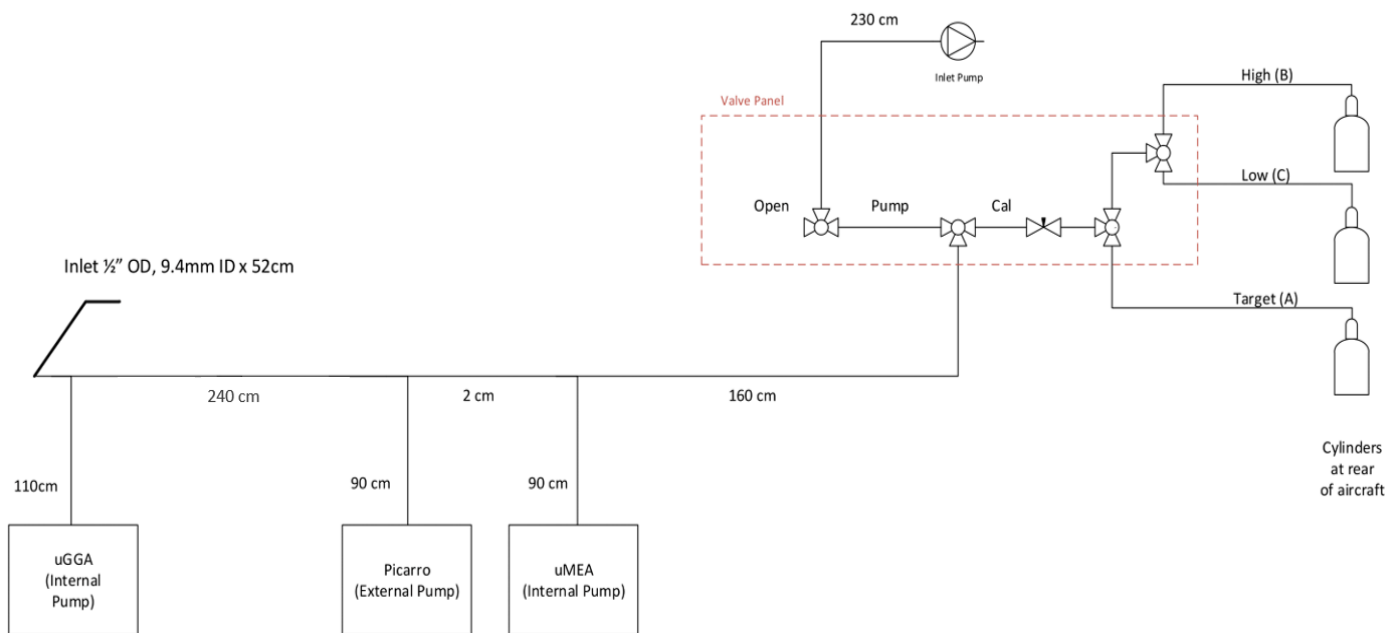 230 cm
Inlet Pump
High (B)
Valve Panel
Low (C)
Open
Pump
Cal
Inlet ½” OD, 9.4mm ID x 52cm
Target (A)
240 cm
2 cm
160 cm
Cylinders
at rear
of aircraft
110cm
90 cm
90 cm
uGGA
(Internal
Pump)
Picarro
(External Pump)
uMEA
(Internal Pump)